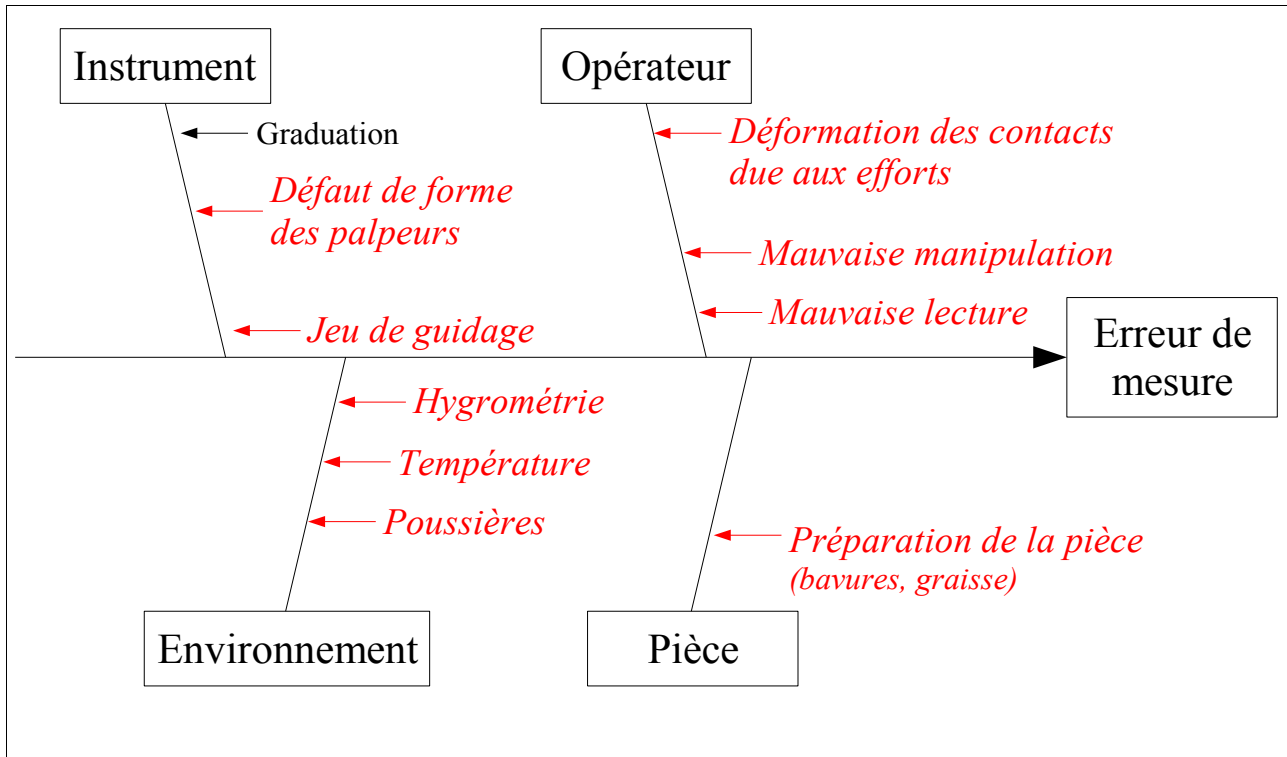 Instrument
Opérateur
Graduation
Défaut de forme
des palpeurs
Jeu de guidage
Déformation des contacts
due aux efforts
Mauvaise manipulation
Mauvaise lecture
Erreur de
mesure
Hygrométrie
Température
Poussières
Préparation de la pièce
(bavures, graisse)
Environnement
Pièce